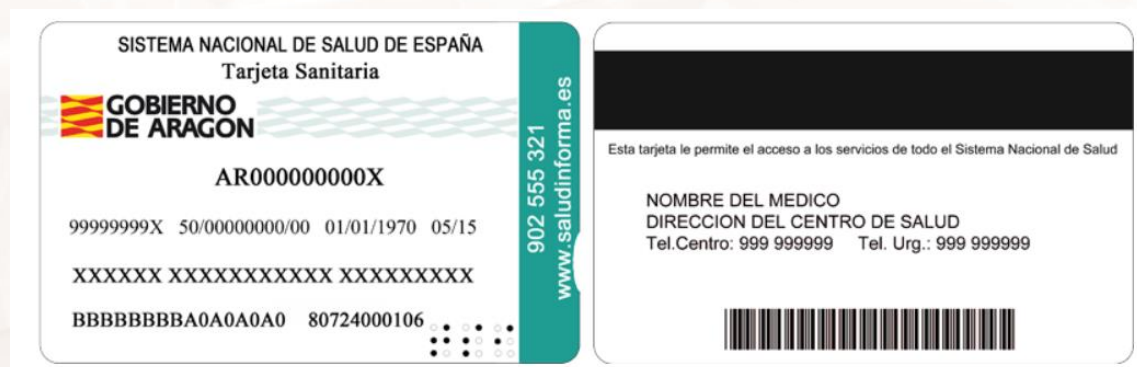 SISTEMA NACIONAL DE SALUD DE ESPAÑA
Tarjeta Sanitaria
GOBIERNO
DE ARAGON
AR000000000X
99999999X 50/00000000/00 01/01/1970 05/15
XXXXXX XXXXXXXXXXX XXXXXXXXX
BBBBBBBBA0A0A0A0 80724000106
902 555 321
www.saludinforma.es
Esta tarjeta le permite el acceso a los servicios de todo el Sistema Nacional de Salud
NOMBRE DEL MEDICO
DIRECCION DEL CENTRO DE SALUD
Tel.Centro: 999 999999 Tel. Urg.: 999 999999